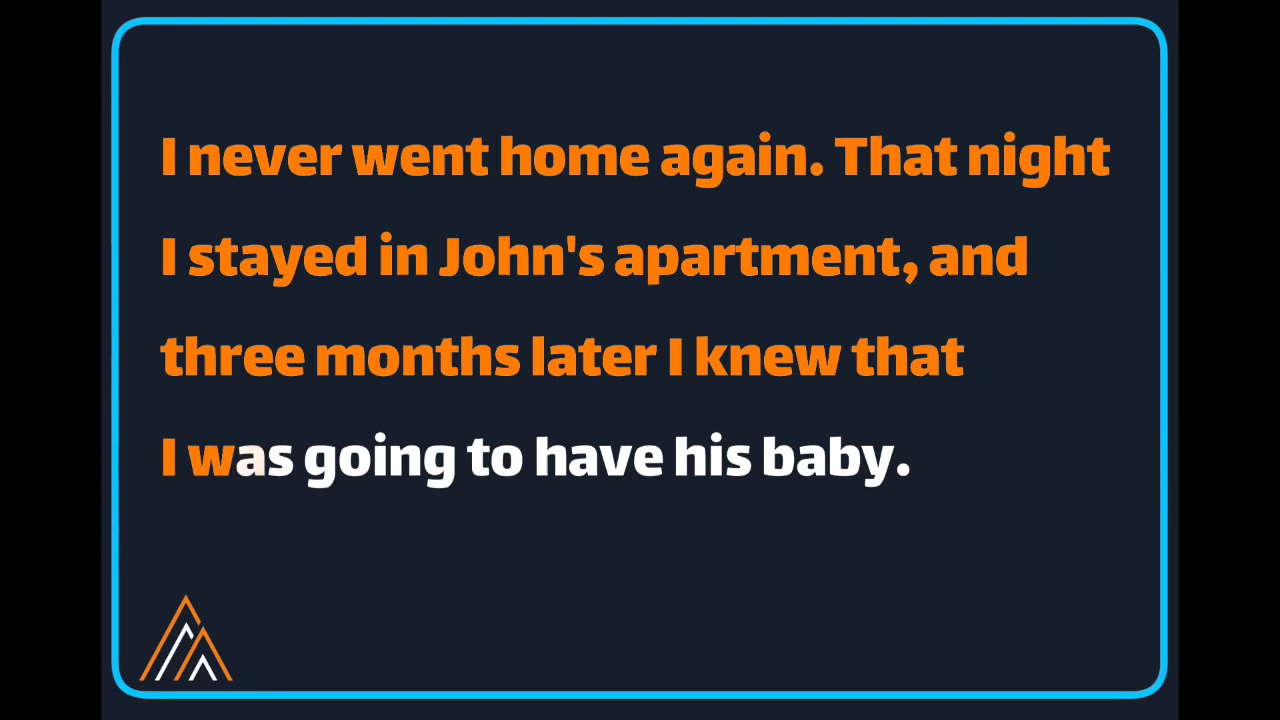 I never went home again. That night
I stayed in John's apartment, and
three months later I knew that
I was going to have his baby.